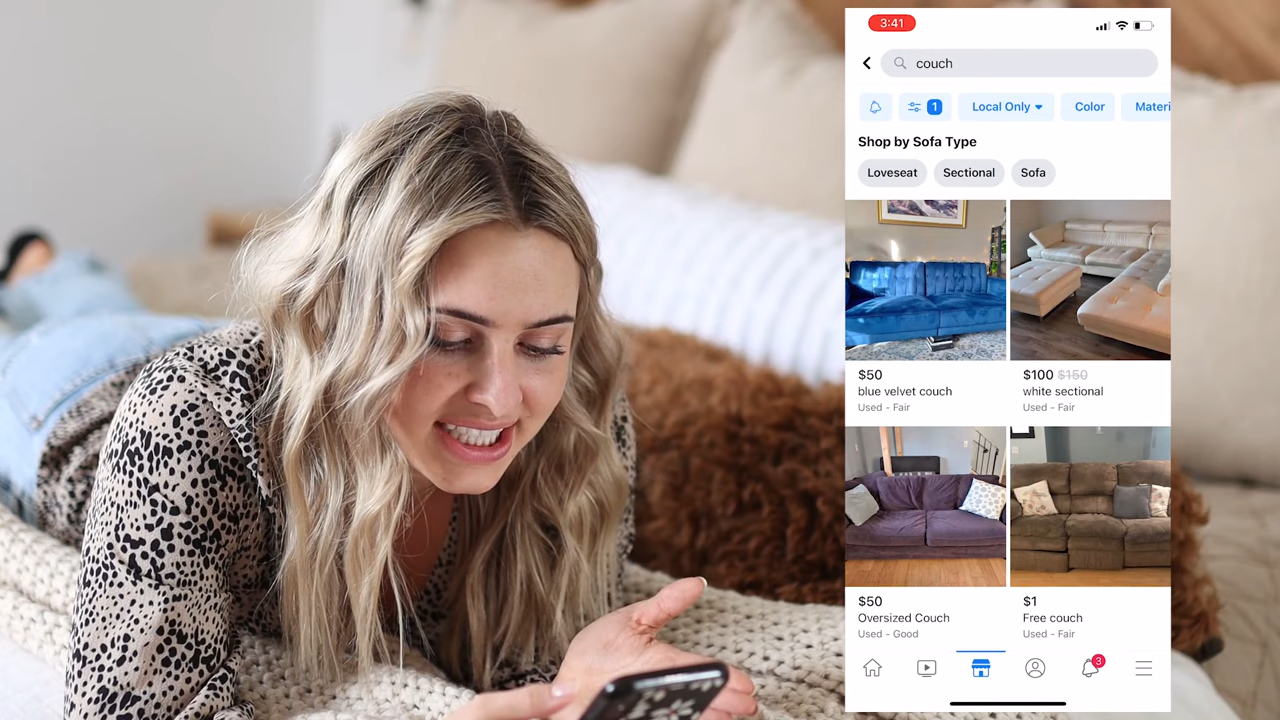 3:41
couch
1
Local Only
Color
Materi
Shop by Sofa Type
Loveseat
Sectional
Sofa
$50
blue velvet couch
Used - Fair
$100 $150
white sectional
Used - Fair
$50
Oversized Couch
Used - Good
$1
Free couch
Used - Fair
3